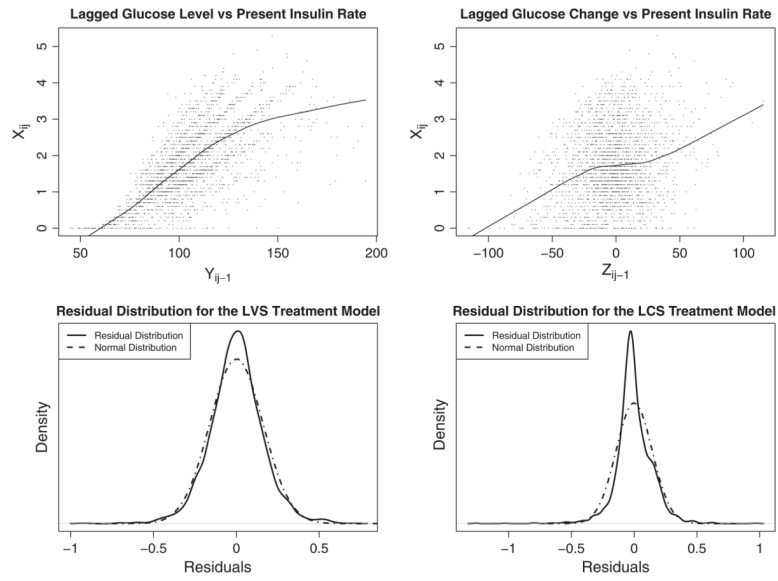 Lagged Glucose Level vs Present Insulin Rate
5
4
3
2
1
0
X_ij
50 100 150 200
Y_ij−1
Lagged Glucose Change vs Present Insulin Rate
5
4
3
2
1
0
X_ij
−100 −50 0 50 100
Z_ij−1
Residual Distribution for the LVS Treatment Model
Residual Distribution
Normal Distribution
Density
−1 −0.5 0 0.5
Residuals
Residual Distribution for the LCS Treatment Model
Residual Distribution
Normal Distribution
Density
−1 −0.5 0 0.5 1
Residuals